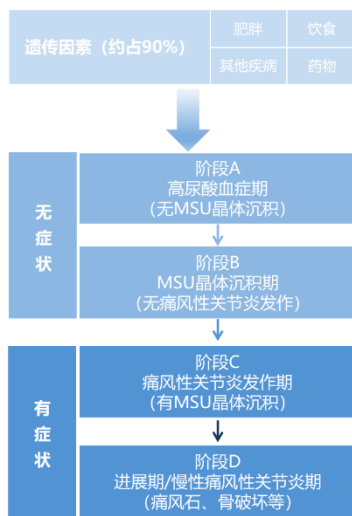 遗传因素（约占90%）
肥胖
饮食
其他疾病
药物
无症状
阶段A
高尿酸血症期
（无MSU晶体沉积）
阶段B
MSU晶体沉积期
（无痛风性关节炎发作）
有症状
阶段C
痛风性关节炎发作期
（有MSU晶体沉积）
阶段D
进展期/慢性痛风性关节炎期
（痛风石、骨破坏等）